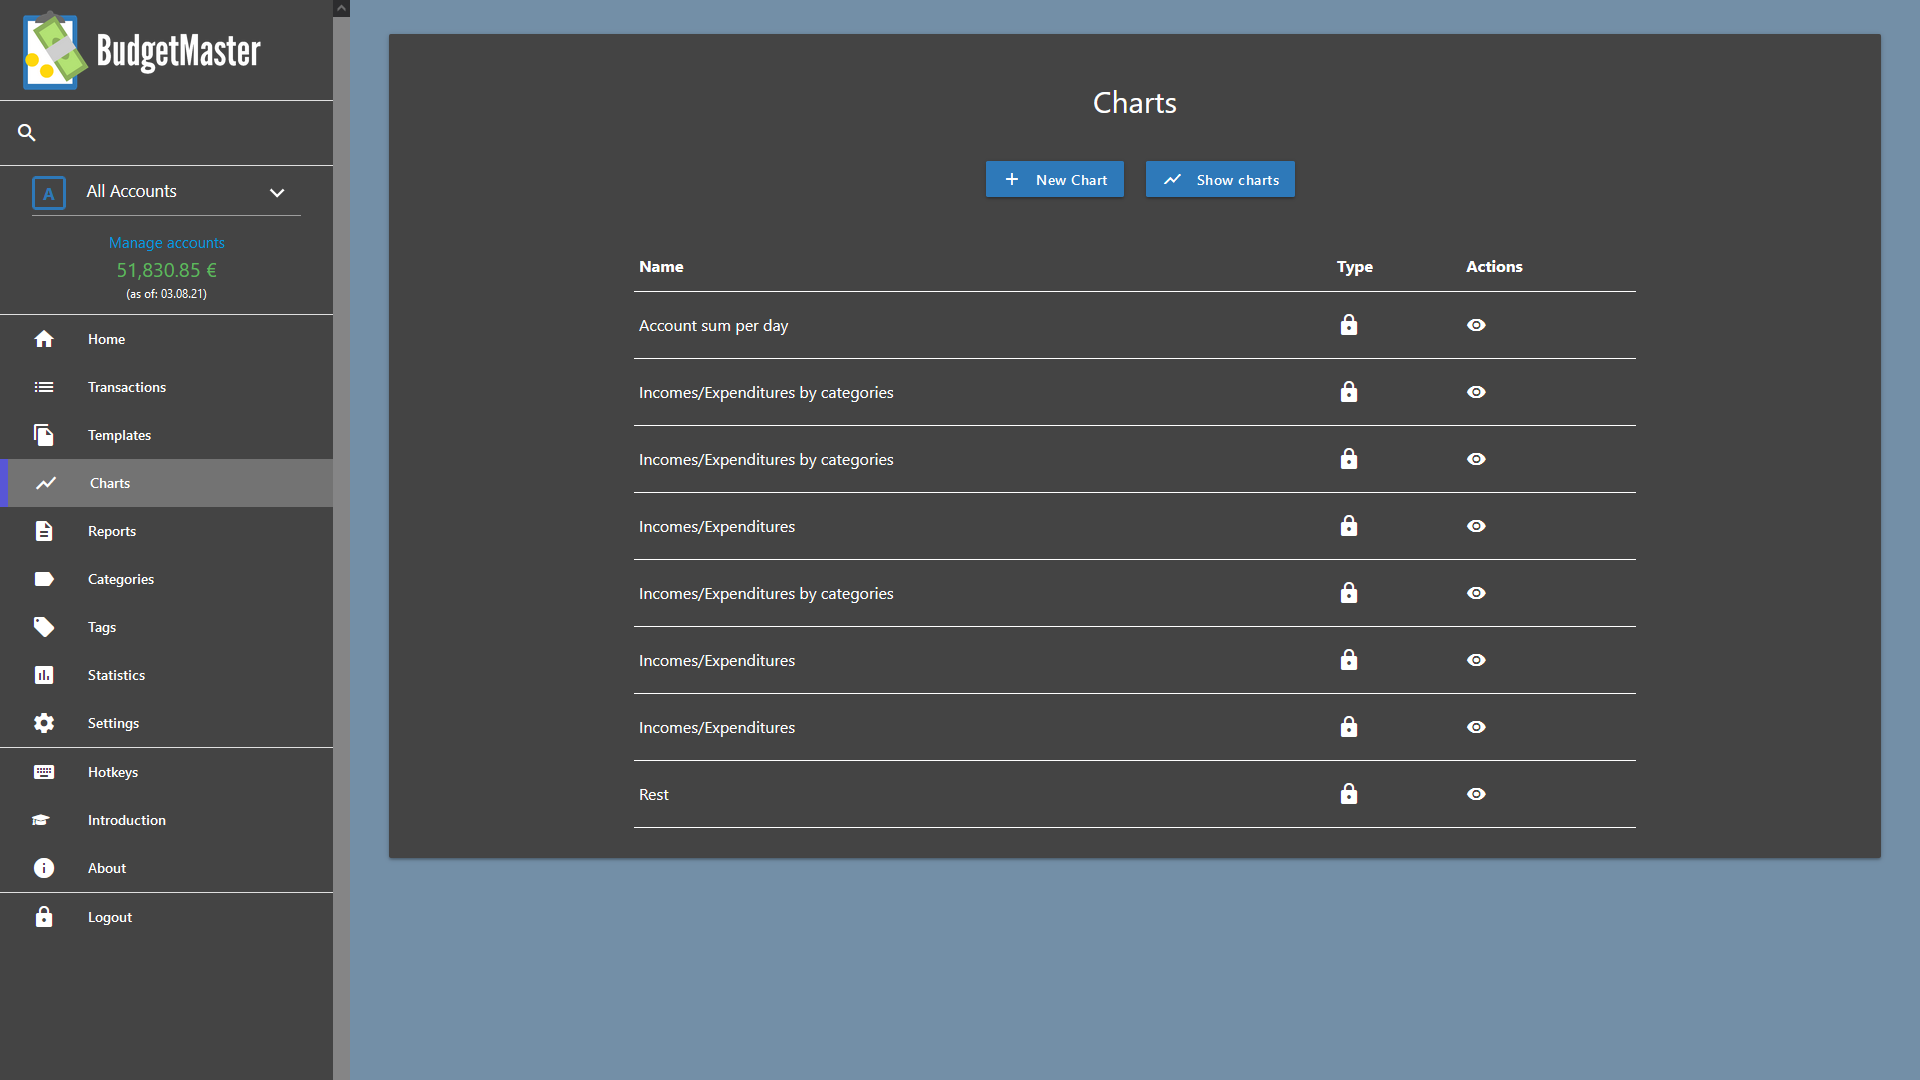 BudgetMaster
A All Accounts
Manage accounts
51,830.85 €
(as of: 03.08.21)
Home
Transactions
Templates
Charts
Reports
Categories
Tags
Statistics
Settings
Hotkeys
Introduction
About
Logout
Charts
New Chart Show charts
Name Type Actions
Account sum per day
Incomes/Expenditures by categories
Incomes/Expenditures by categories
Incomes/Expenditures
Incomes/Expenditures by categories
Incomes/Expenditures
Incomes/Expenditures
Rest